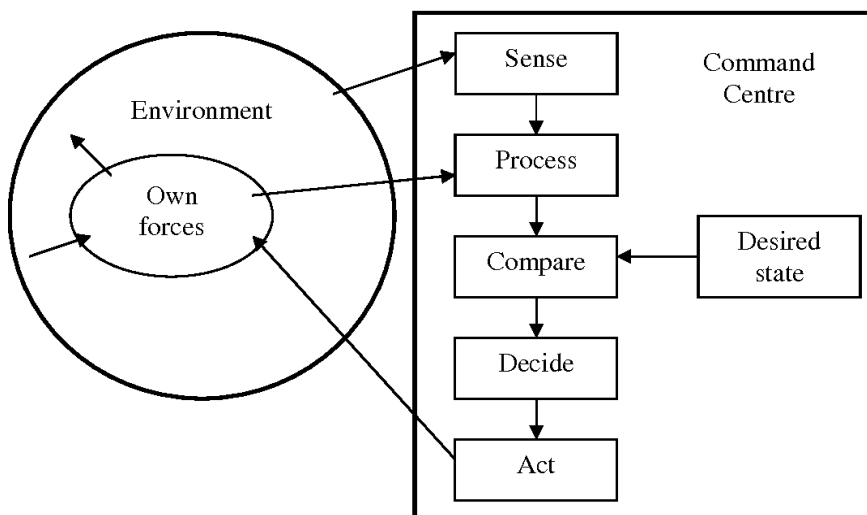 Sense
Command
Centre
Environment
Process
Own
forces
Desired
state
Compare
Decide
Act